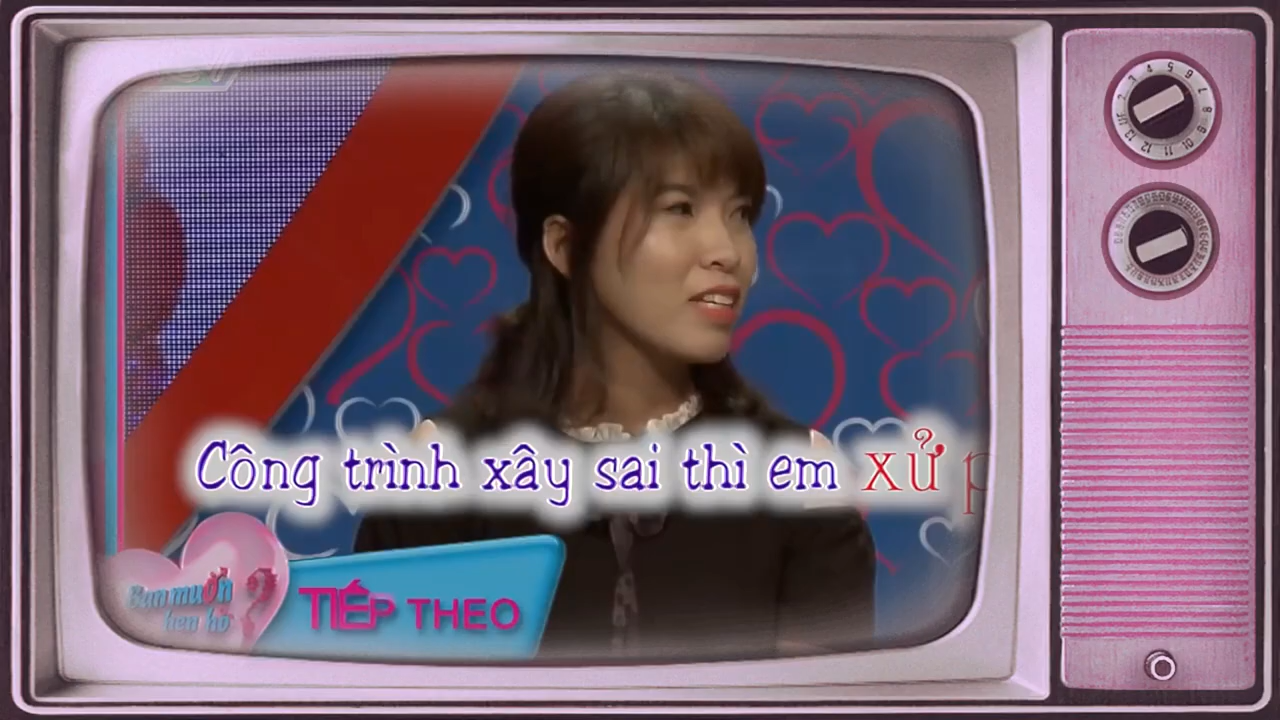 Công trình xây sai thì em xử
Bạn muốn
hẹn hò
TIẾP THEO